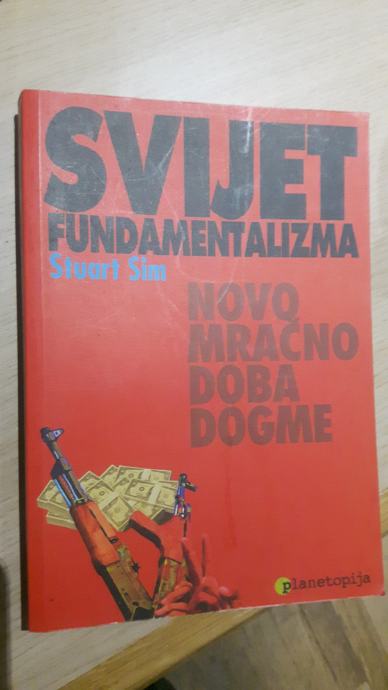 SVIJET
FUNDAMENTALIZMA
Stuart Sim
NOVO
MRAČNO
DOBA
DOGME
planetopija